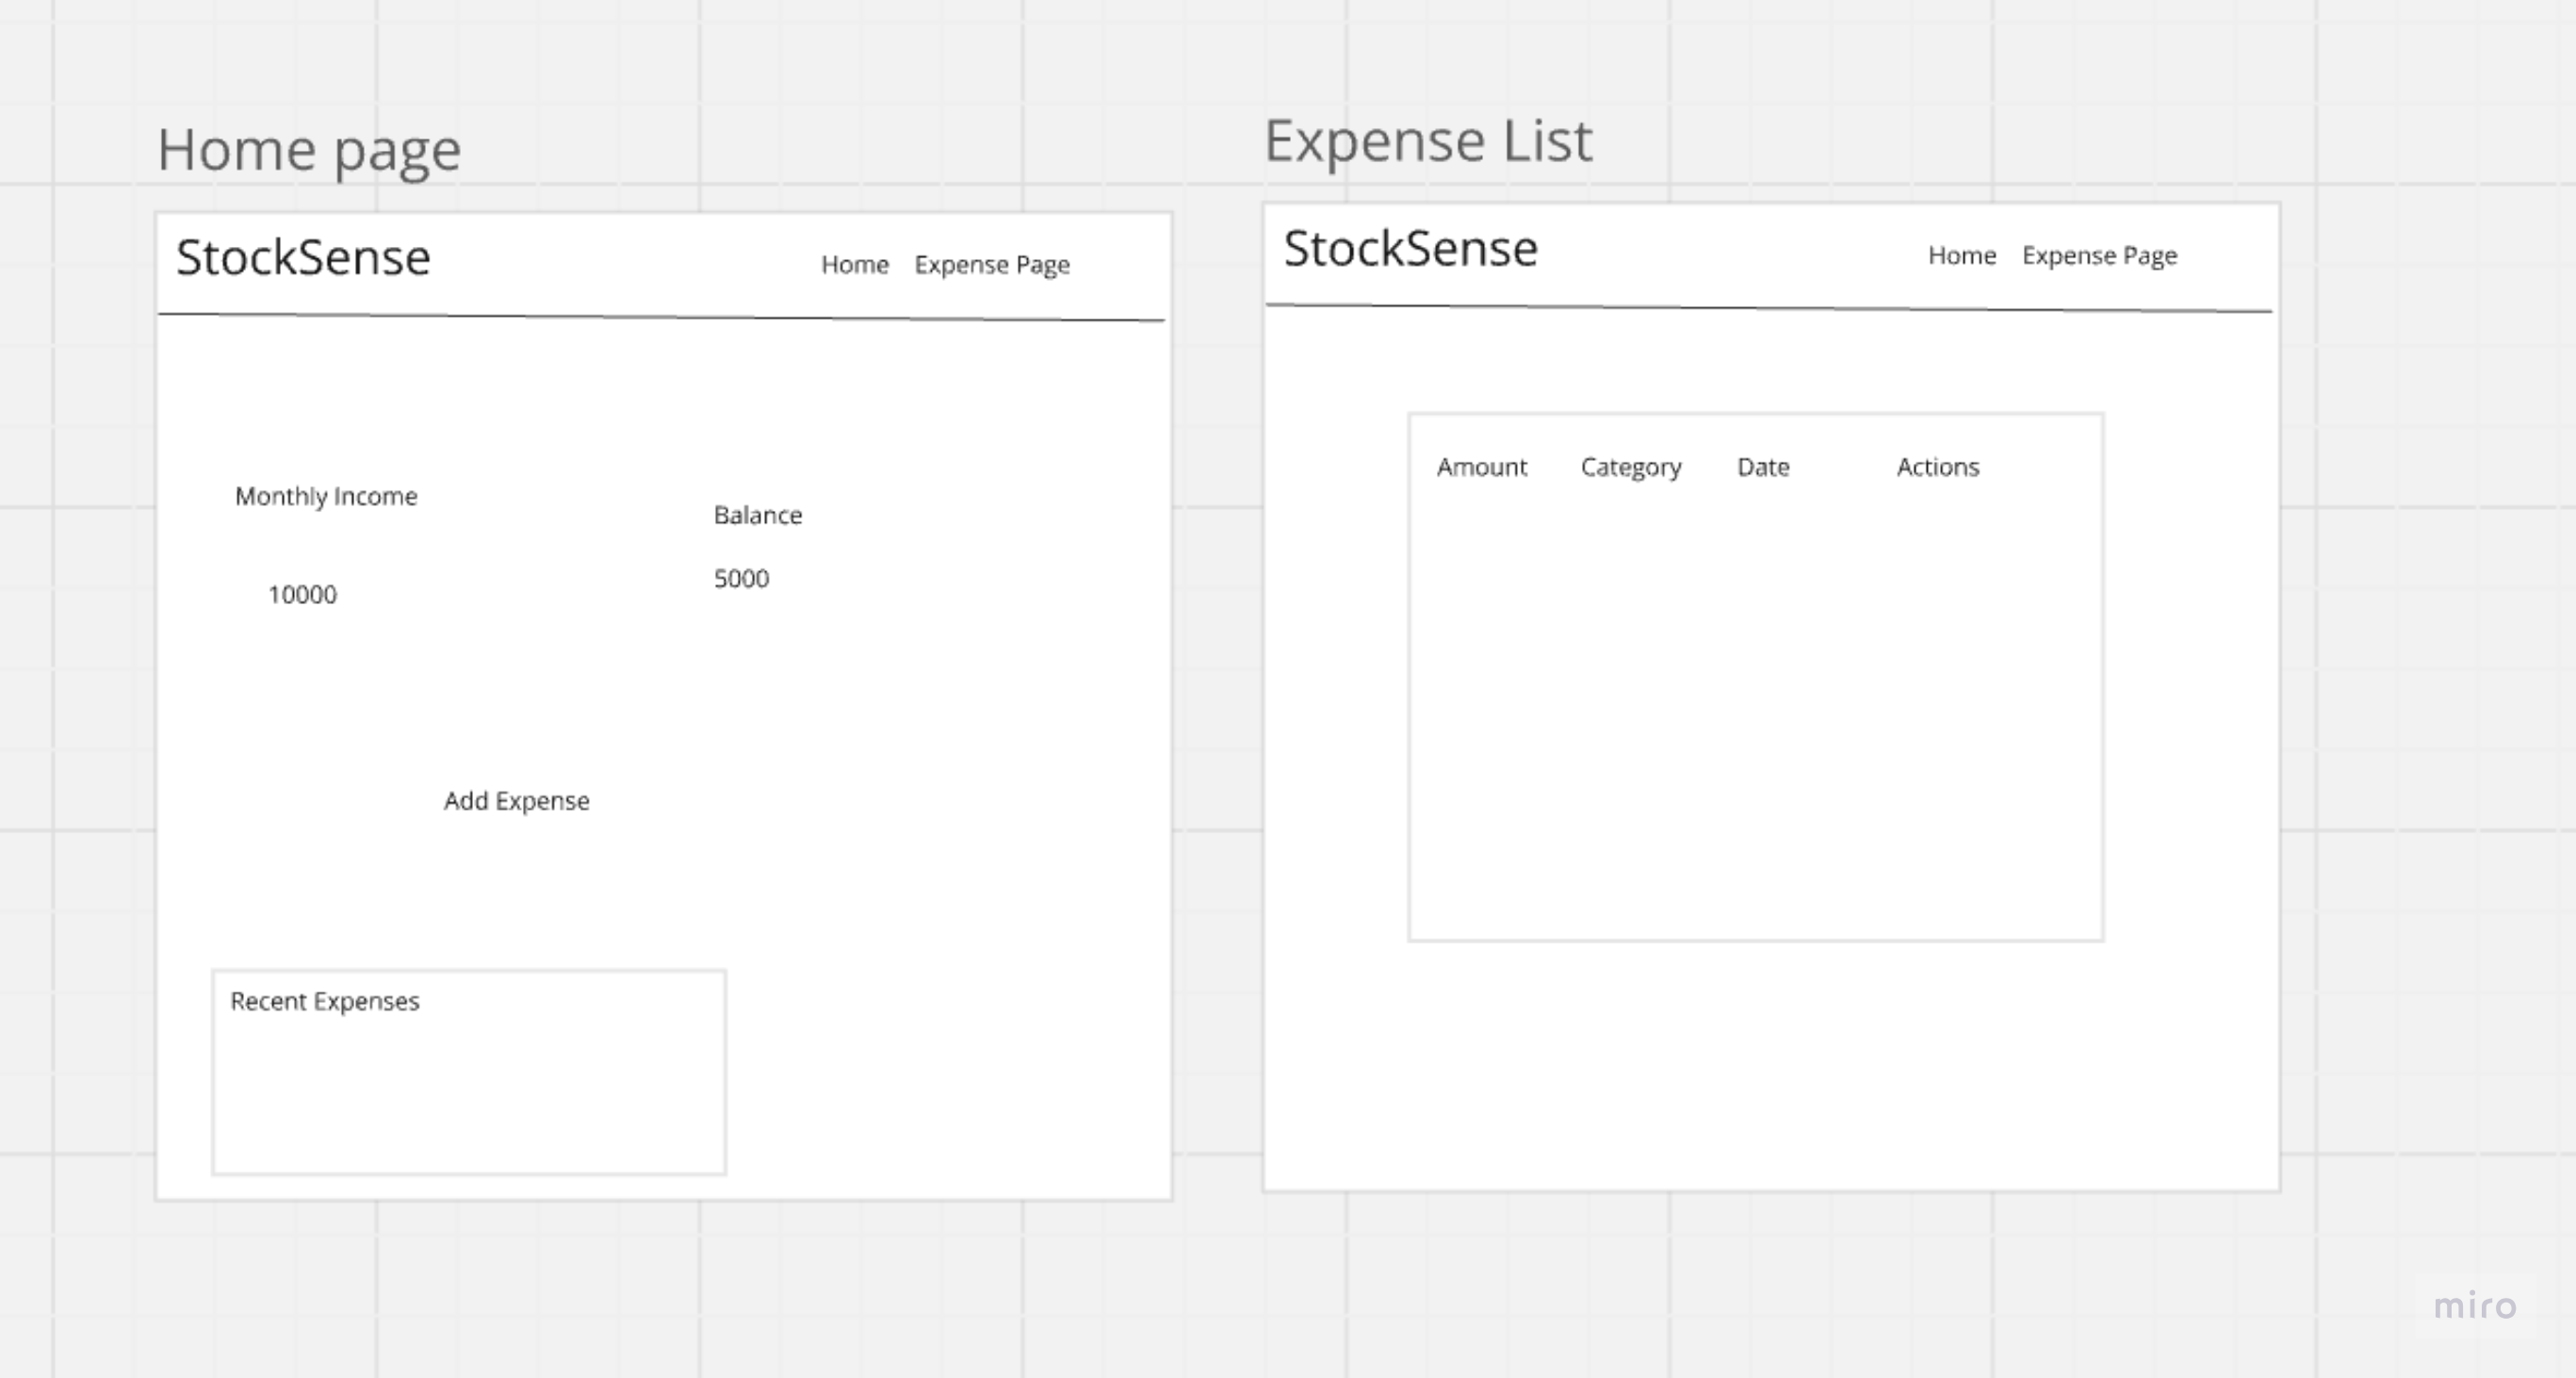 Home page
StockSense
Home Expense Page
Monthly Income
10000
Balance
5000
Add Expense
Recent Expenses
Expense List
StockSense
Home Expense Page
Amount Category Date Actions
miro